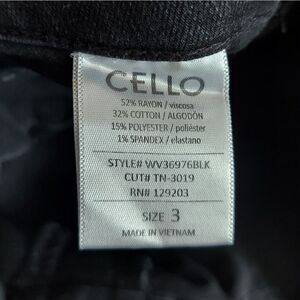 CELLO
52% RAYON / viscosa
32% COTTON / ALGODÓN
15% POLYESTER / poliéster
1% SPANDEX / elastano
STYLE# WV36976BLK
CUT# TN-3019
RN# 129203
SIZE 3
MADE IN VIETNAM